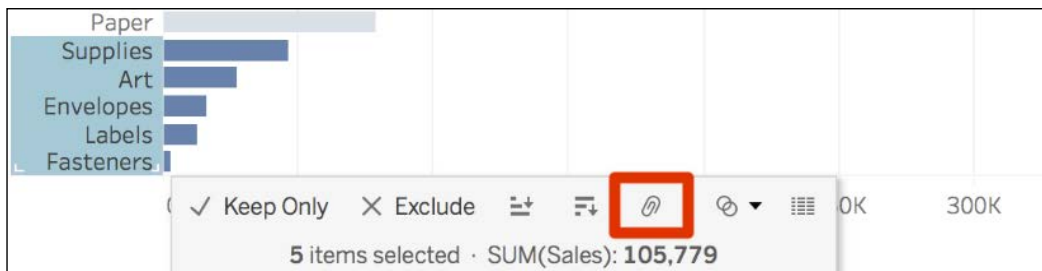 Paper
Supplies
Art
Envelopes
Labels
Fasteners
Keep Only Exclude 0K 300K
5 items selected · SUM(Sales): 105,779